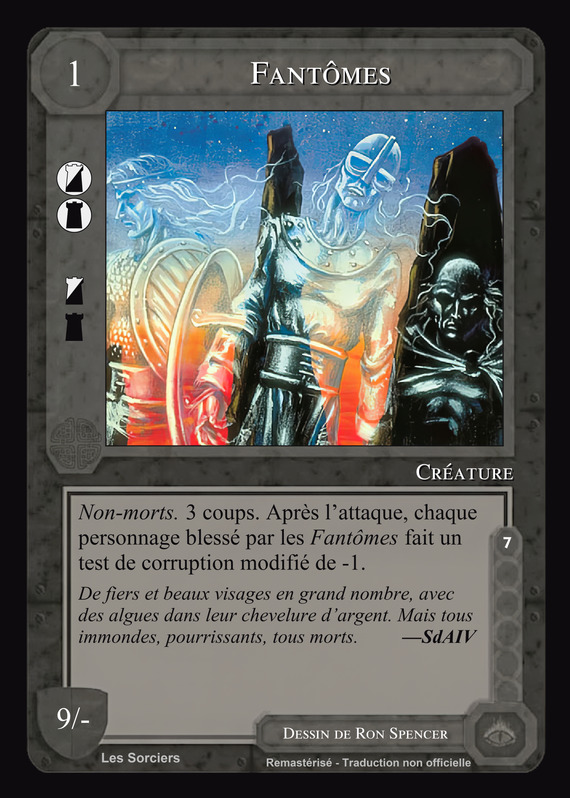 1
FANTÔMES
CRÉATURE
Non-morts. 3 coups. Après l'attaque, chaque
personnage blessé par les Fantômes fait un
test de corruption modifié de -1.
De fiers et beaux visages en grand nombre, avec
des algues dans leur chevelure d'argent. Mais tous
immondes, pourrissants, tous morts. —SdAIV
7
9/-
DESSIN DE RON SPENCER
Les Sorciers
Remastérisé - Traduction non officielle